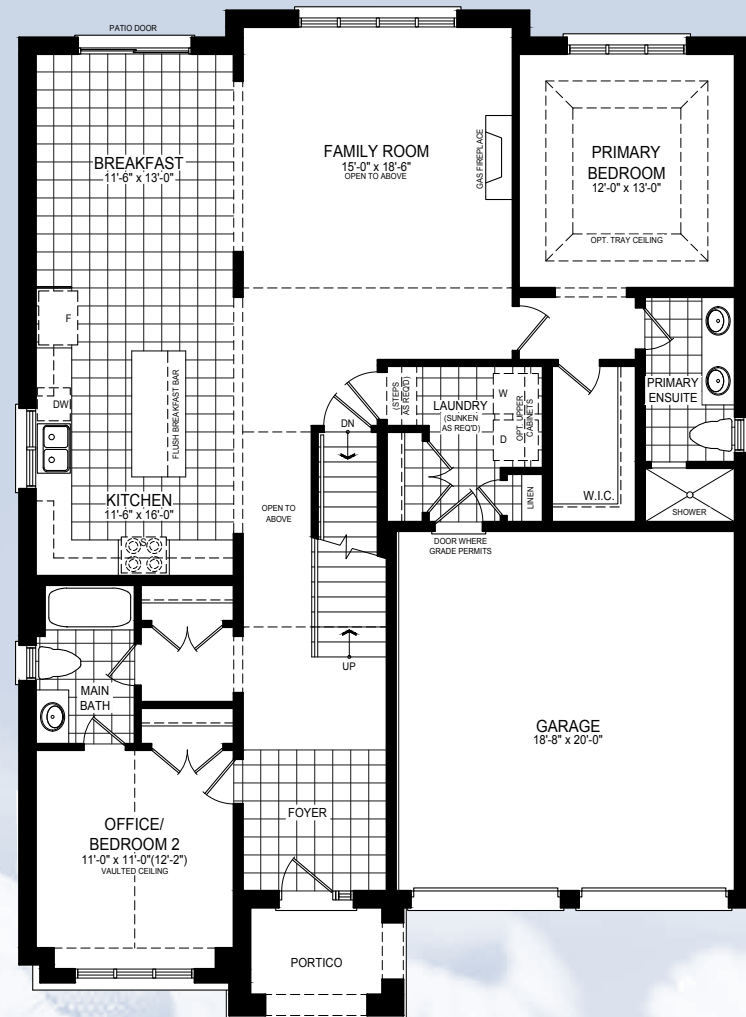 PATIO DOOR
BREAKFAST
11'-6" x 13'-0"
FAMILY ROOM
15'-0" x 18'-6"
OPEN TO ABOVE
GAS FIREPLACE
PRIMARY
BEDROOM
12'-0" x 13'-0"
OPT. TRAY CEILING
F
DW
FLUSH BREAKFAST BAR
KITCHEN
11'-6" x 16'-0"
S
OPEN TO
ABOVE
DN
UP
(STEPS
AS REQ'D)
LAUNDRY
(SUNKEN
AS REQ'D)
W
D
OPT. UPPER
CABINETS
LINEN
DOOR WHERE
GRADE PERMITS
W.I.C.
PRIMARY
ENSUITE
SHOWER
MAIN
BATH
GARAGE
18'-8" x 20'-0"
OFFICE/
BEDROOM 2
11'-0" x 11'-0"(12'-2")
VAULTED CEILING
FOYER
PORTICO